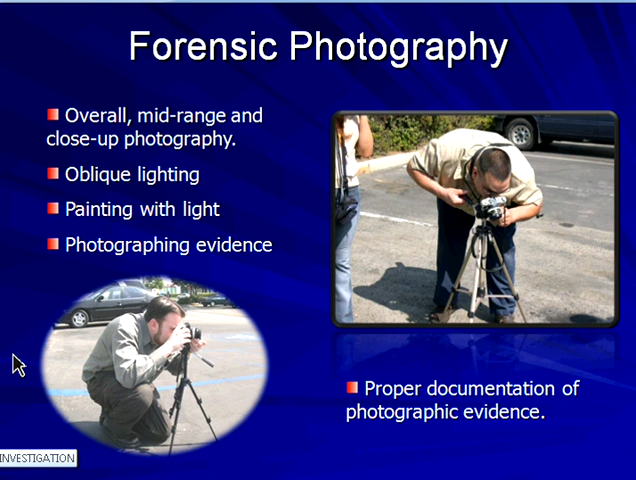 Forensic Photography
Overall, mid-range and
close-up photography.
Oblique lighting
Painting with light
Photographing evidence
Proper documentation of
photographic evidence.
INVESTIGATION